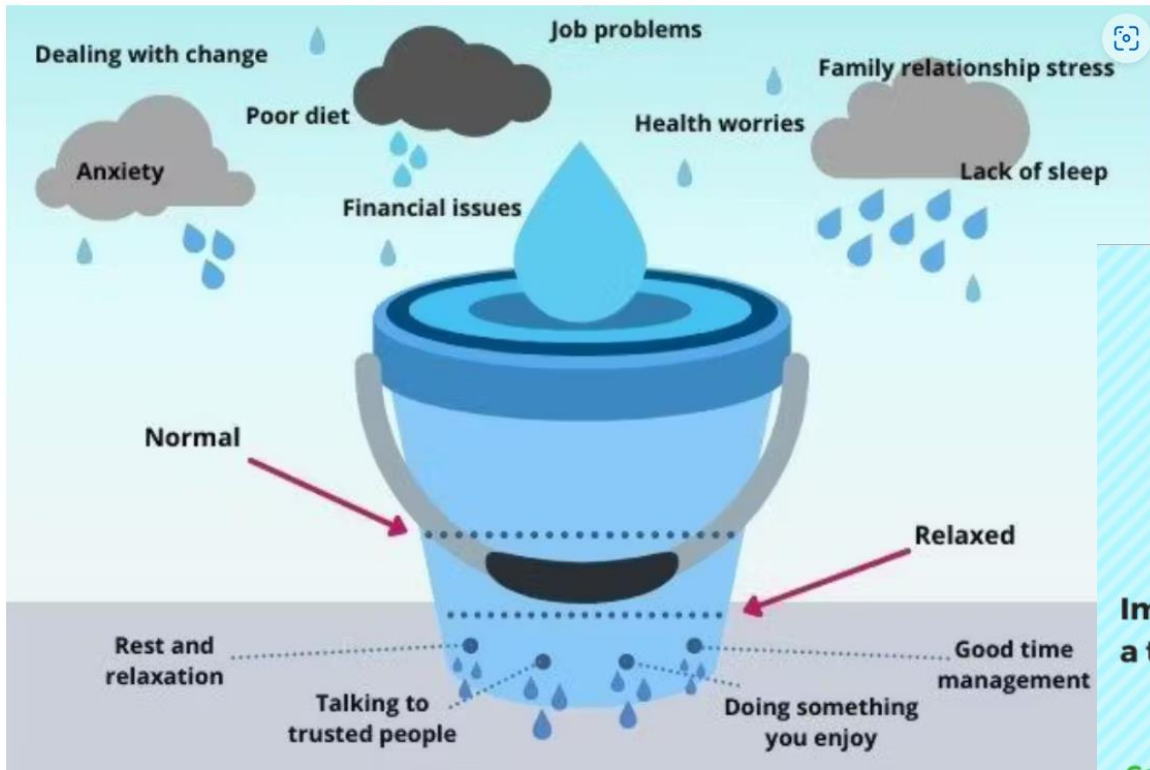 Job problems
Dealing with change
Family relationship stress
Poor diet
Health worries
Anxiety
Lack of sleep
Financial issues
Normal
Relaxed
Rest and
relaxation
Talking to
trusted people
Doing something
you enjoy
Good time
management
Im
a t